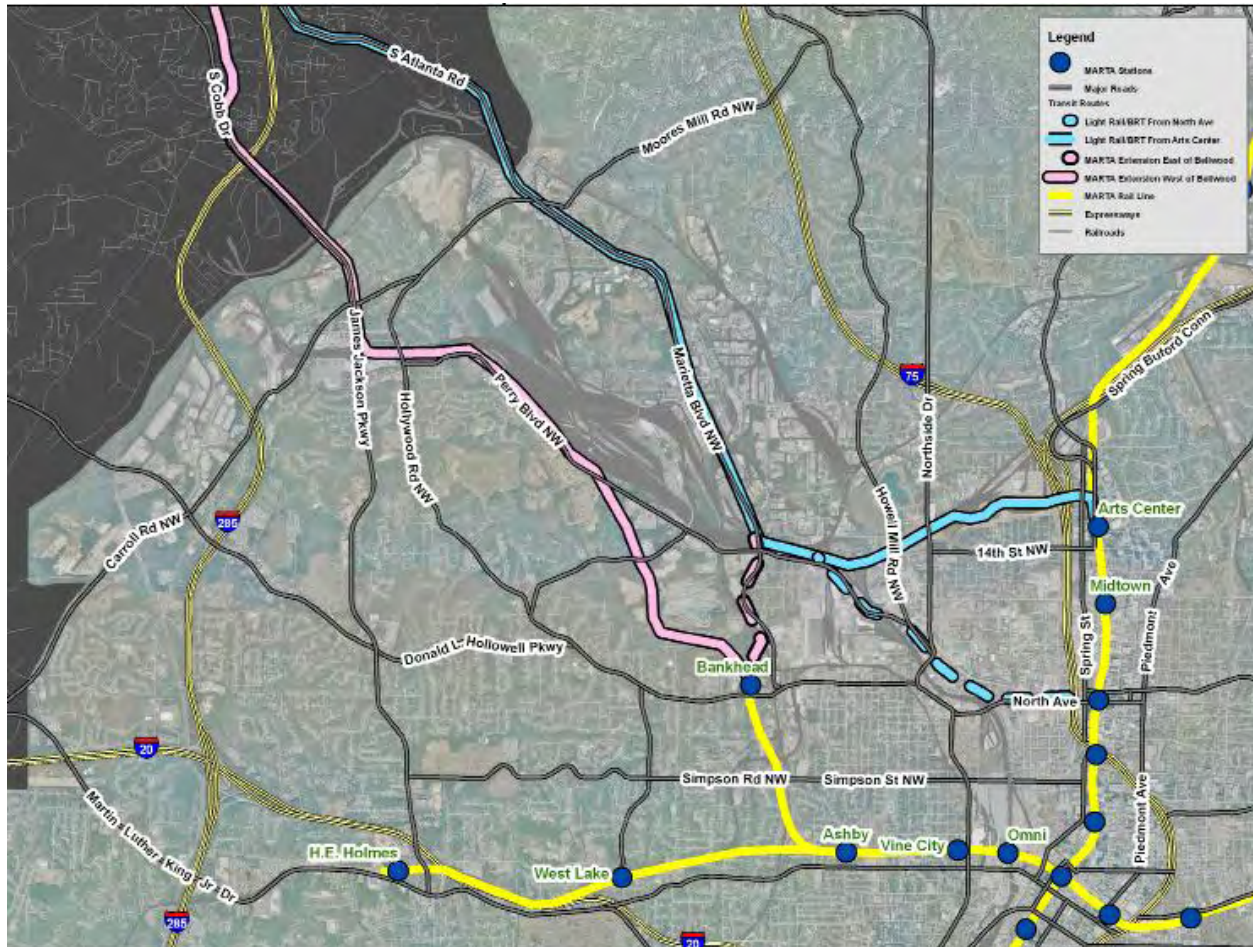 Legend
MARTA Stations
Major Roads
Transit Routes
Light Rail/BRT From North Ave
Light Rail/BRT From Arts Center
MARTA Extension East of Bellwood
MARTA Extension West of Bellwood
MARTA Rail Line
Expressways
Railroads
S Atlanta Rd
S Cobb Dr
Moores Mill Rd NW
James Jackson Pkwy
Hollywood Rd NW
Perry Blvd NW
Marietta Blvd NW
75
Northside Dr
Howell Mill Rd NW
Spring Buford Conn
Arts Center
14th St NW
Midtown
Piedmont Ave
Spring St
285
Carroll Rd NW
Donald L Hollowell Pkwy
Bankhead
North Ave
20
Simpson Rd NW
Simpson St NW
Piedmont Ave
Martin Luther King Jr Dr
H.E. Holmes
West Lake
Ashby
Vine City
Omni
285
20